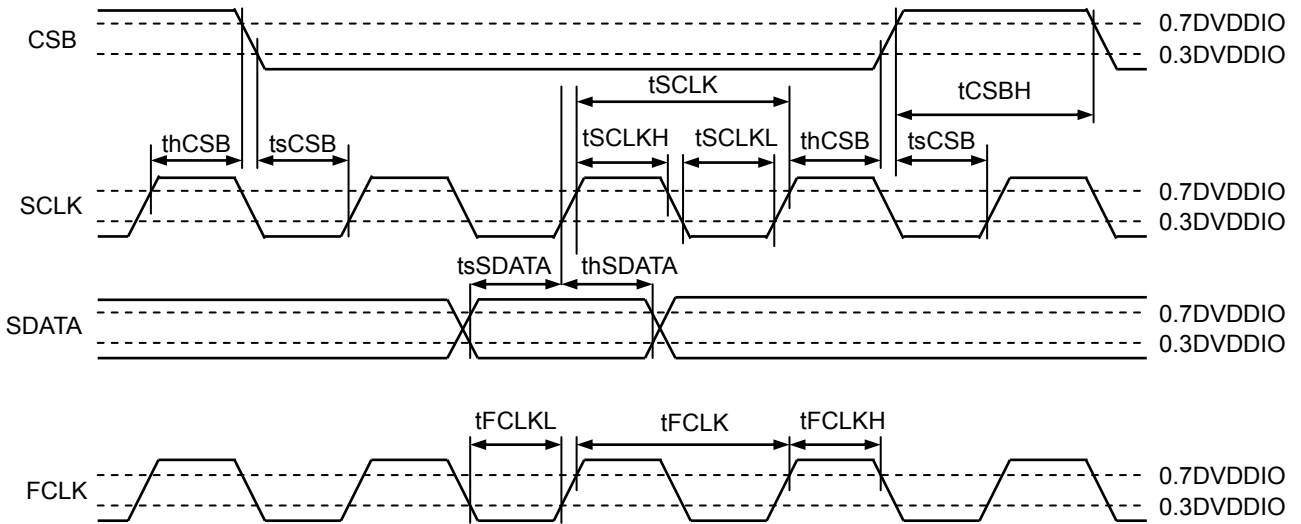 CSB
0.7DVDDIO
0.3DVDDIO
tSCLK
tCSBH
thCSB
tsCSB
tSCLKH
tSCLKL
thCSB
tsCSB
SCLK
0.7DVDDIO
0.3DVDDIO
tsSDATA
thSDATA
SDATA
0.7DVDDIO
0.3DVDDIO
tFCLKL
tFCLK
tFCLKH
FCLK
0.7DVDDIO
0.3DVDDIO